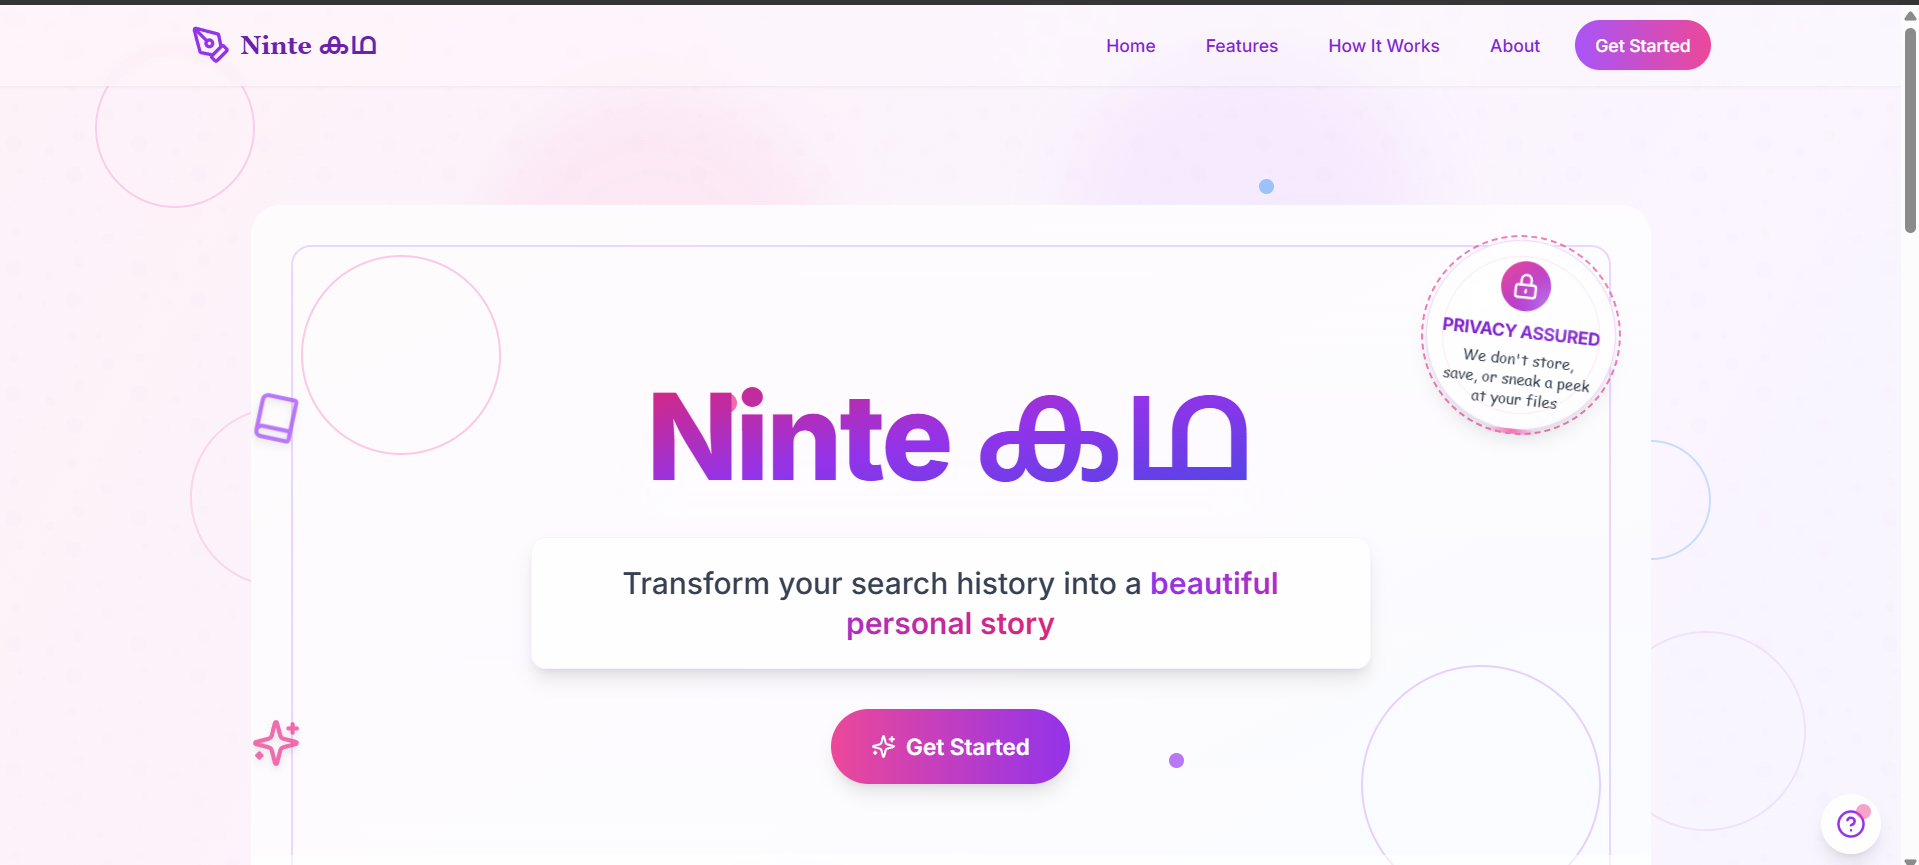 Ninte കഥ
Home
Features
How It Works
About
Get Started
PRIVACY ASSURED
We don't store,
save, or sneak a peek
at your files
Ninte കഥ
Transform your search history into a beautiful
personal story
Get Started